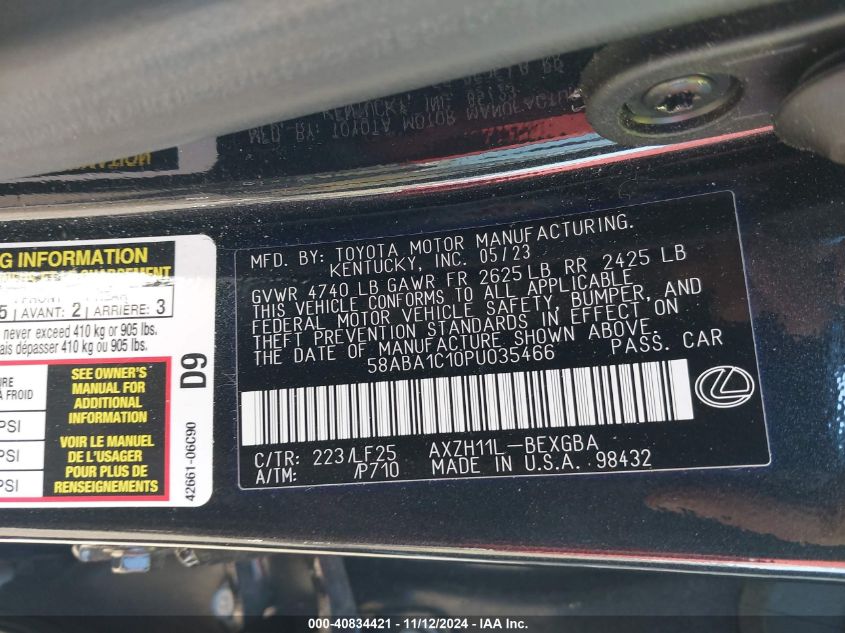 MFD. BY: TOYOTA MOTOR MANUFACTURING.
KENTUCKY, INC. 05/23
GVWR 4740 LB GAWR FR 2625 LB RR 2425 LB
THIS VEHICLE CONFORMS TO ALL APPLICABLE
FEDERAL MOTOR VEHICLE SAFETY, BUMPER, AND
THEFT PREVENTION STANDARDS IN EFFECT ON
THE DATE OF MANUFACTURE SHOWN ABOVE.
58ABA1C10PU035466 PASS. CAR
C/TR: 223/LF25 AXZH11L-BEXGBA
A/TM: /P710 MADE IN U.S.A. 98432
G INFORMATION
5 AVANT: 2 ARRIÈRE: 3
never exceed 410 kg or 905 lbs.
ais dépasser 410 kg ou 905 lbs.
URE
À FROID
PSI
PSI
SEE OWNER'S
MANUAL FOR
ADDITIONAL
INFORMATION
VOIR LE MANUEL
DE L'USAGER
POUR PLUS DE
RENSEIGNEMENTS
D9
42661-06C90
000-40834421 - 11/12/2024 - IAA Inc.